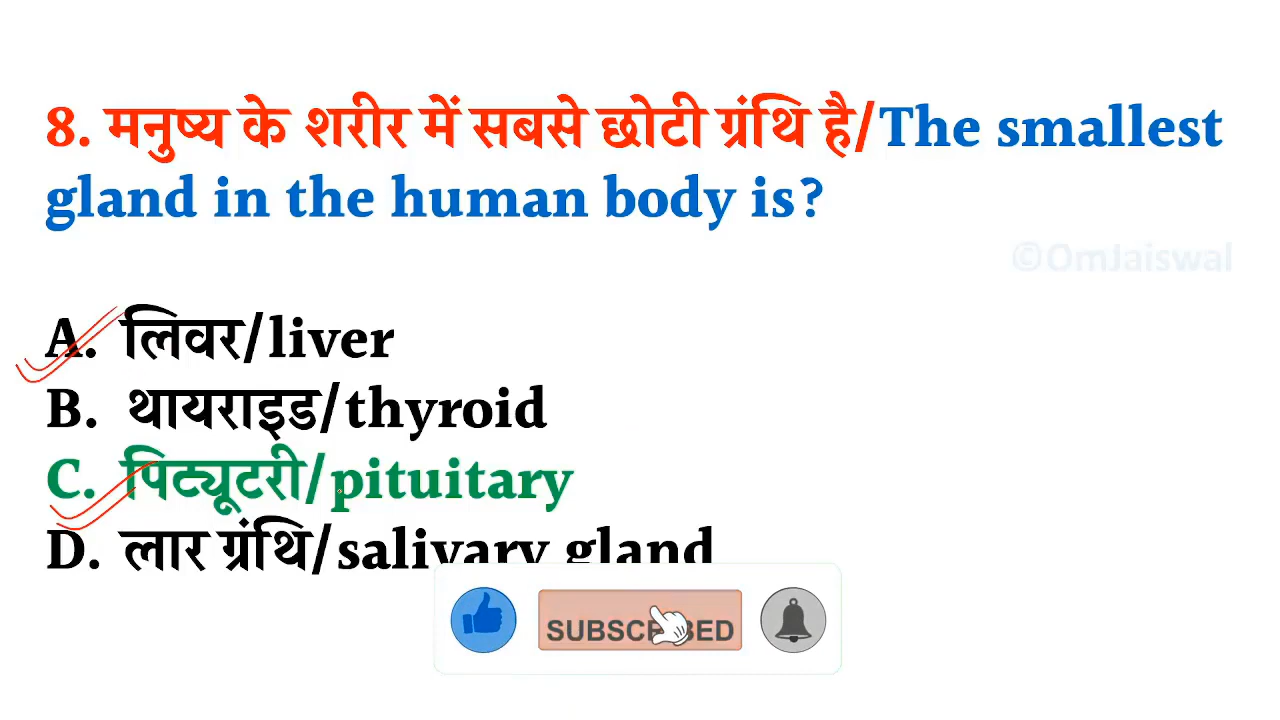 8. मनुष्य के शरीर में सबसे छोटी ग्रंथि है/The smallest
gland in the human body is?
©OmJaiswal
A. लिवर/liver
B. थायराइड/thyroid
C. पिट्यूटरी/pituitary
D. लार ग्रंथि/salivary gland
SUBSCRIBED